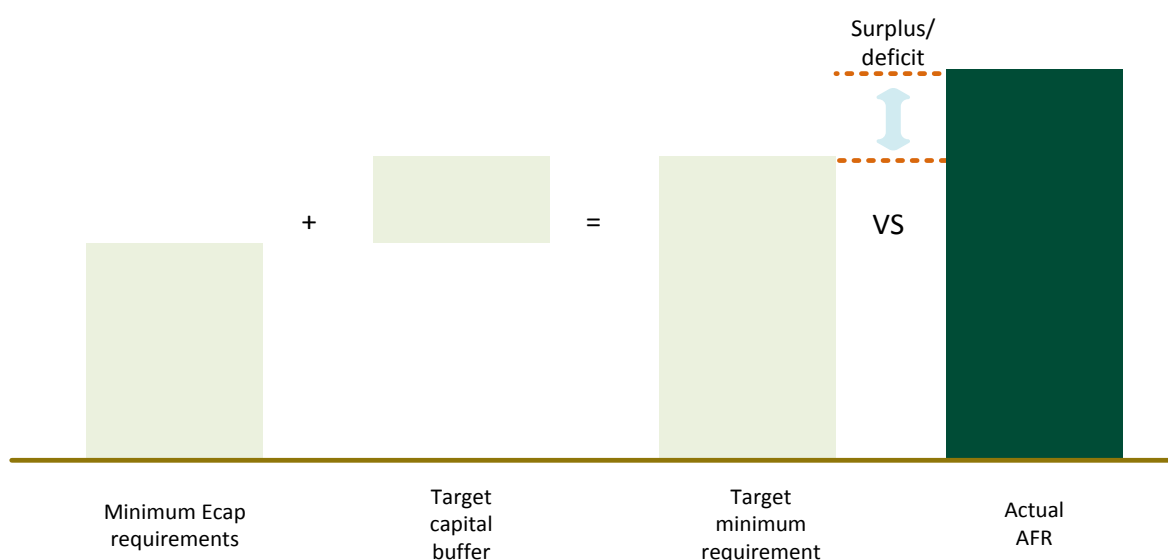 Surplus/
deficit
+
=
VS
Minimum Ecap
requirements
Target
capital
buffer
Target
minimum
requirement
Actual
AFR